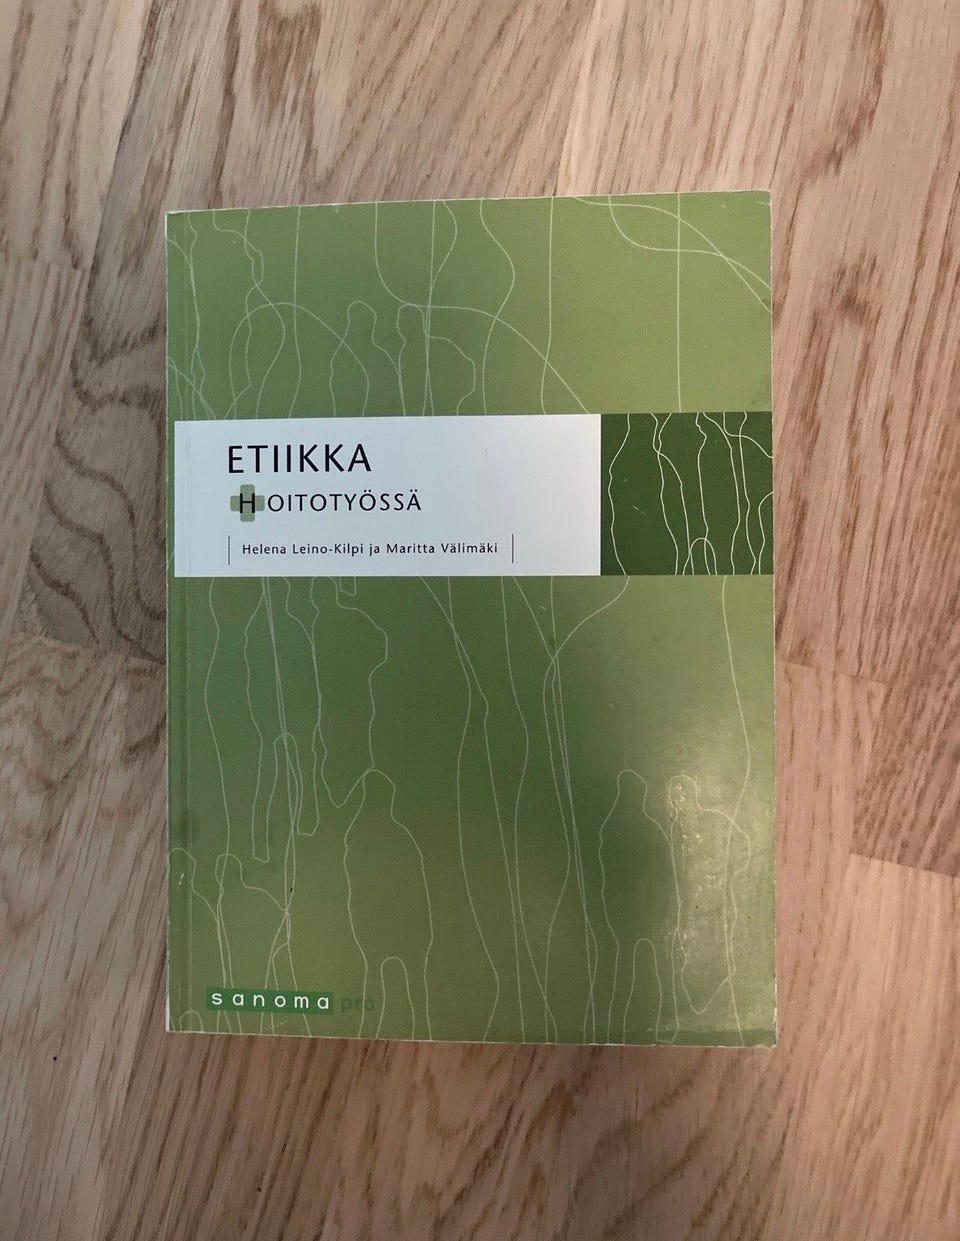 ETIIKKA
HOITOTYÖSSÄ
Helena Leino-Kilpi ja Maritta Välimäki
sanoma pro